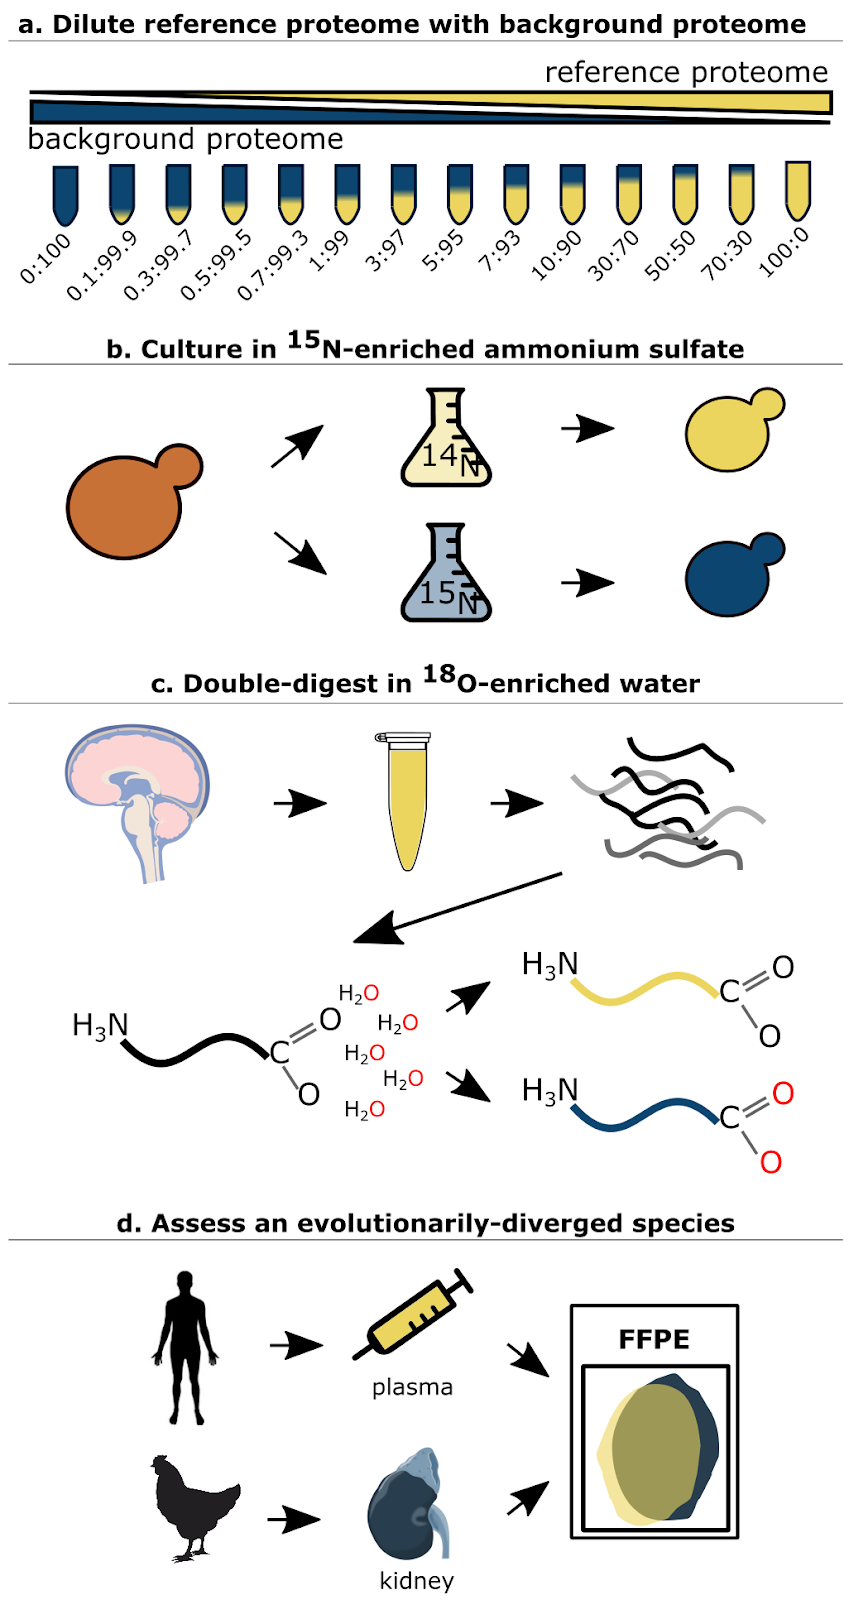 a. Dilute reference proteome with background proteome
reference proteome
background proteome
0:100 0.1:99.9 0.3:99.7 0.5:99.5 0.7:99.3 1:99 3:97 5:95 7:93 10:90 30:70 50:50 70:30 100:0
b. Culture in ¹⁵N-enriched ammonium sulfate
14N
15N
c. Double-digest in ¹⁸O-enriched water
H₃N C O O
H₂O
H₂O
H₂O
H₂O
H₂O
H₃N C O O
H₃N C O O
d. Assess an evolutionarily-diverged species
plasma
kidney
FFPE